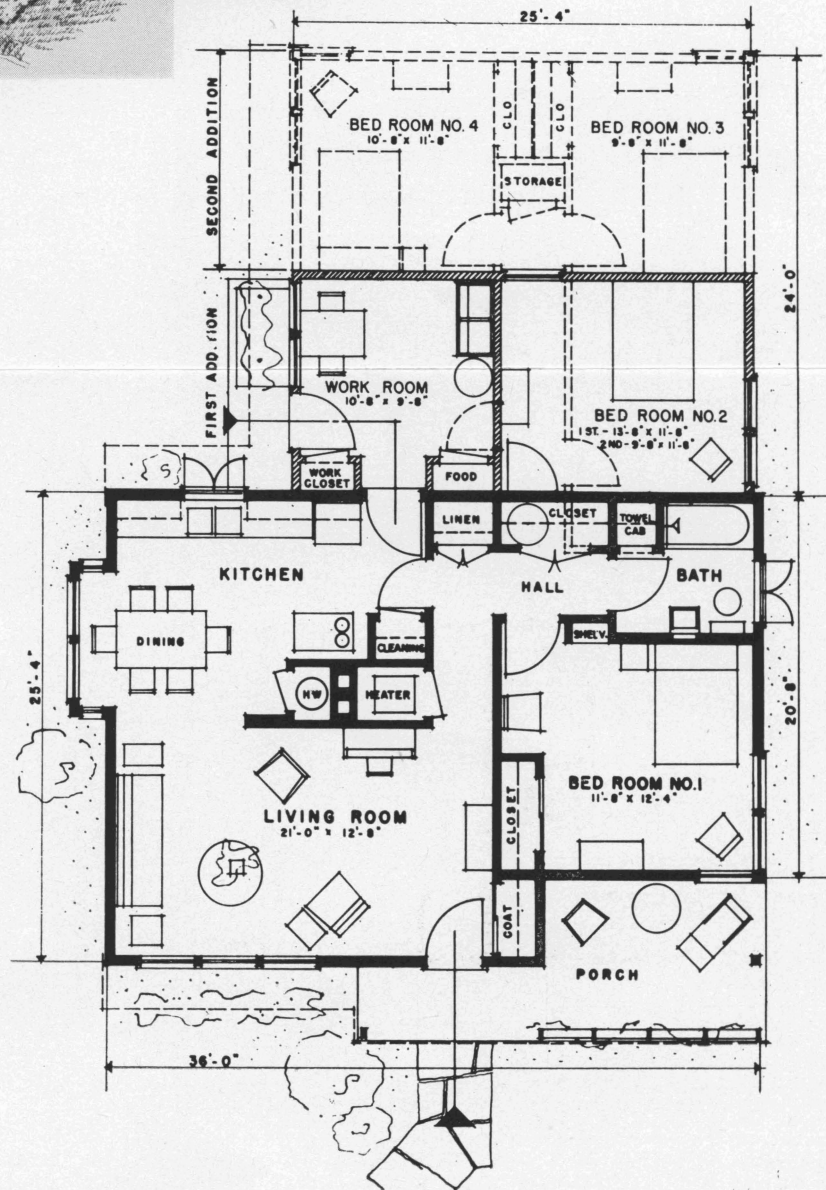 25'-4"
SECOND ADDITION
BED ROOM NO. 4
10'-8" X 11'-8"
CLO
CLO
BED ROOM NO. 3
9'-8" X 11'-8"
STORAGE
24'-0"
FIRST ADDITION
WORK ROOM
10'-8" X 9'-8"
BED ROOM NO.2
1ST. - 13'-8" X 11'-8"
2ND - 9'-8" X 11'-8"
WORK
CLOSET
FOOD
LINEN
CLOSET
TOWEL
CAB
KITCHEN
HALL
BATH
DINING
CLEANING
SHELV.
HW
HEATER
25'-4"
20'-8"
BED ROOM NO.1
11'-8" X 12'-4"
LIVING ROOM
21'-0" X 12'-8"
CLOSET
COAT
PORCH
36'-0"